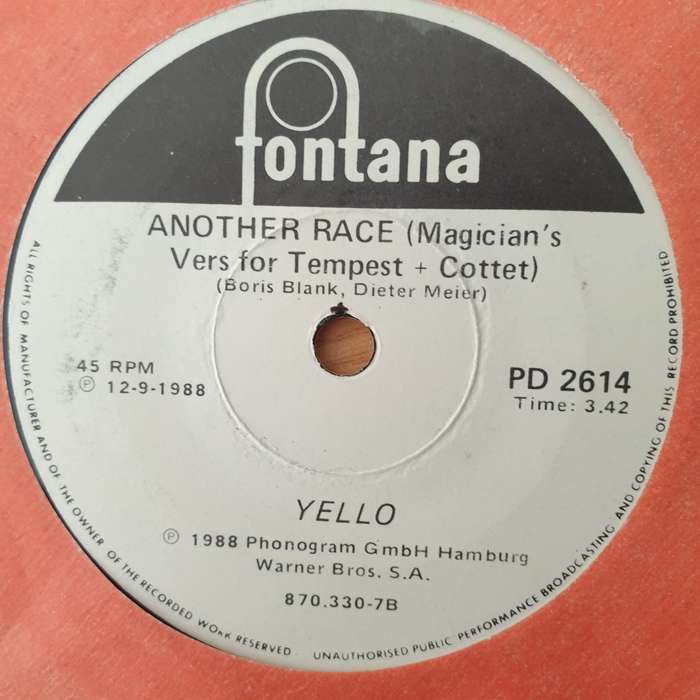 fontana
ANOTHER RACE (Magician's
Vers for Tempest + Cottet)
(Boris Blank, Dieter Meier)
45 RPM
℗ 12-9-1988
PD 2614
Time: 3.42
YELLO
℗ 1988 Phonogram GmbH Hamburg
Warner Bros. S.A.
870.330-7B
ALL RIGHTS OF MANUFACTURER AND OF THE OWNER OF THE RECORDED WORK RESERVED. UNAUTHORISED PUBLIC PERFORMANCE BROADCASTING AND COPYING OF THIS RECORD PROHIBITED